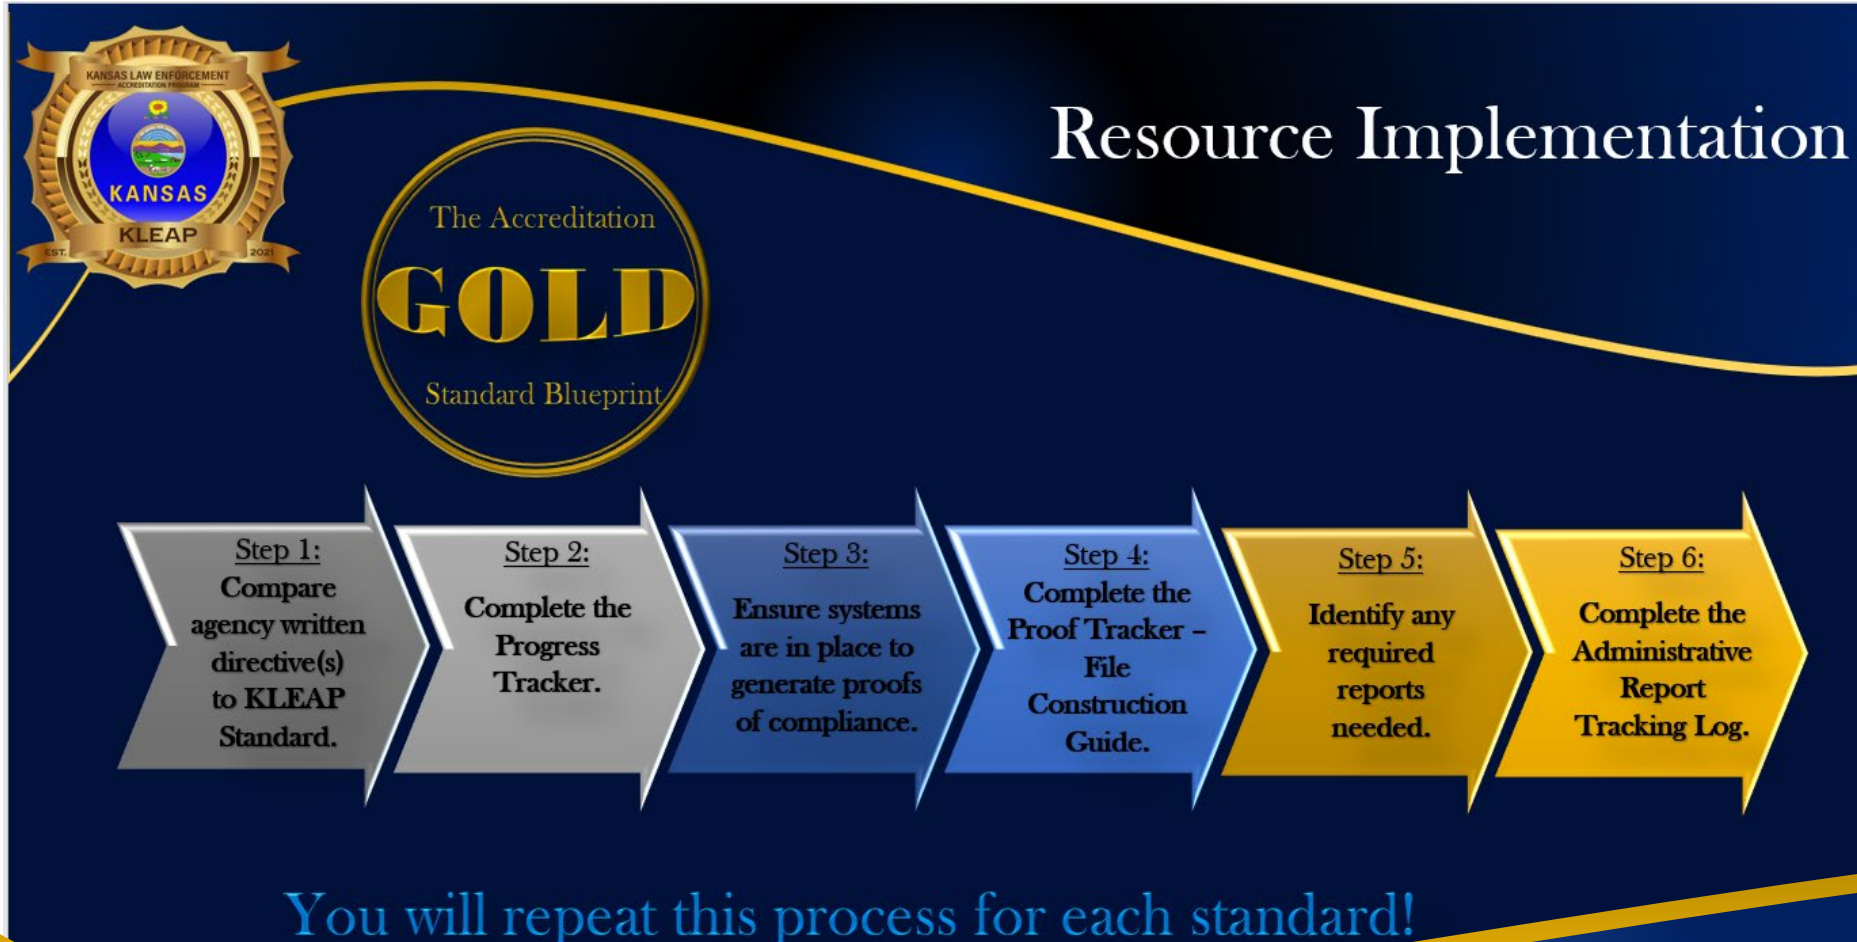 KANSAS LAW ENFORCEMENT
ACCREDITATION PROGRAM
KANSAS
KLEAP
EST.
2021
Resource Implementation
The Accreditation
GOLD
Standard Blueprint
Step 1:
Compare
agency written
directive(s)
to KLEAP
Standard.
Step 2:
Complete the
Progress
Tracker.
Step 3:
Ensure systems
are in place to
generate proofs
of compliance.
Step 4:
Complete the
Proof Tracker –
File
Construction
Guide.
Step 5:
Identify any
required
reports
needed.
Step 6:
Complete the
Administrative
Report
Tracking Log.
You will repeat this process for each standard!